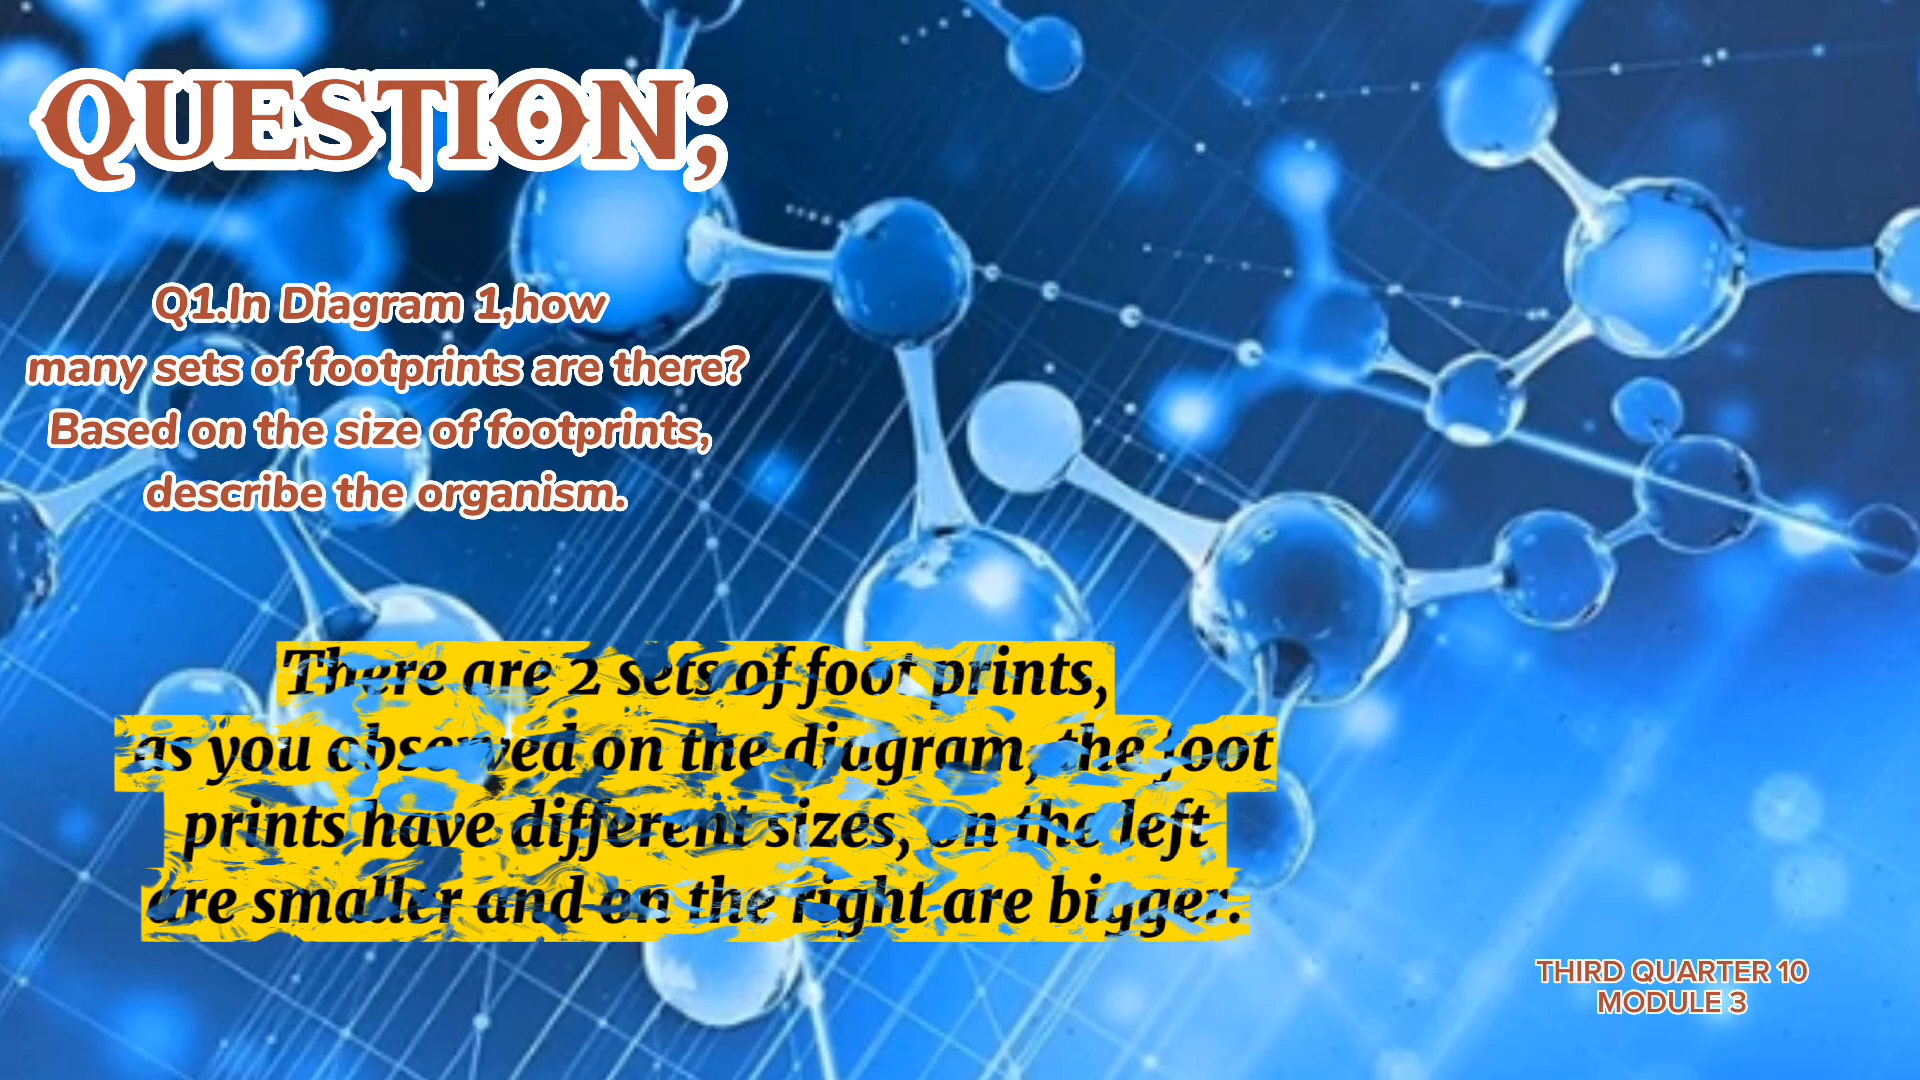 QUESTION;
Q1.In Diagram 1,how
many sets of footprints are there?
Based on the size of footprints,
describe the organism.
There are 2 sets of foot prints,
as you observed on the diagram, the foot
prints have different sizes, on the left
are smaller and on the right are bigger.
THIRD QUARTER 10
MODULE 3